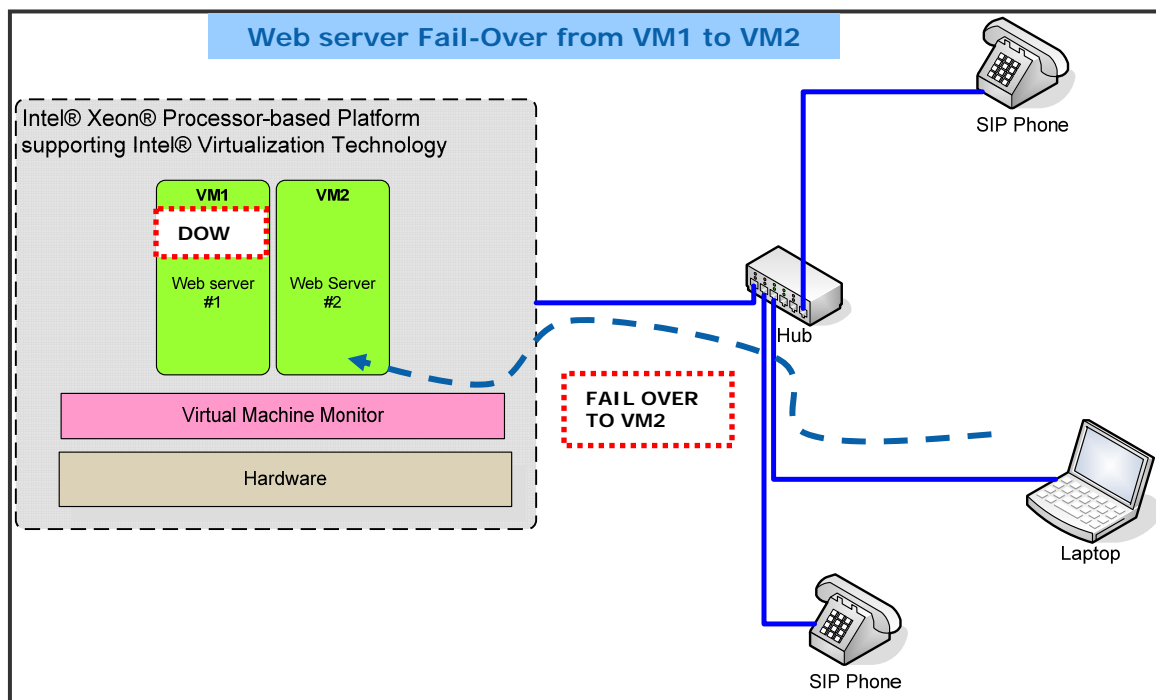 Web server Fail-Over from VM1 to VM2
Intel® Xeon® Processor-based Platform
supporting Intel® Virtualization Technology
VM1
DOW
Web server
#1
VM2
Web Server
#2
Virtual Machine Monitor
Hardware
SIP Phone
Hub
FAIL OVER
TO VM2
Laptop
SIP Phone